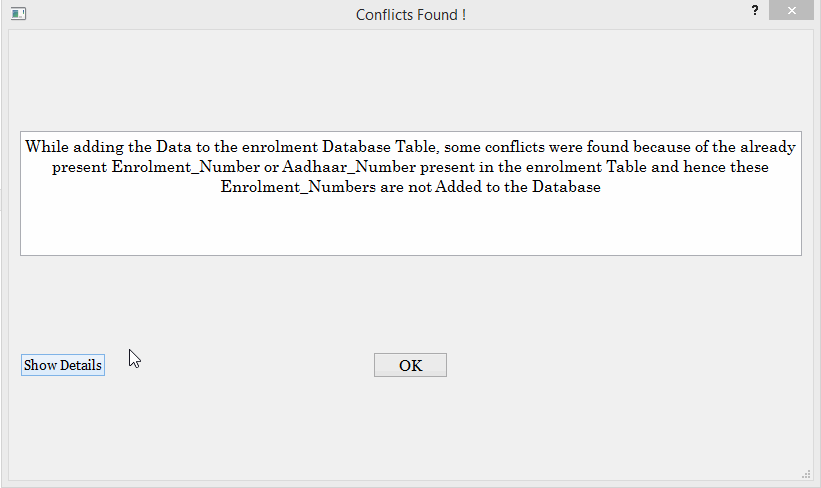 Conflicts Found !
?
While adding the Data to the enrolment Database Table, some conflicts were found because of the already
present Enrolment_Number or Aadhaar_Number present in the enrolment Table and hence these
Enrolment_Numbers are not Added to the Database
Show Details
OK